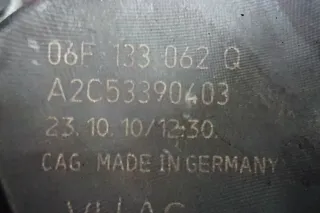 06F 133 062 Q
A2C53390403
23.10.10/12:30.
CAG. MADE IN GERMANY